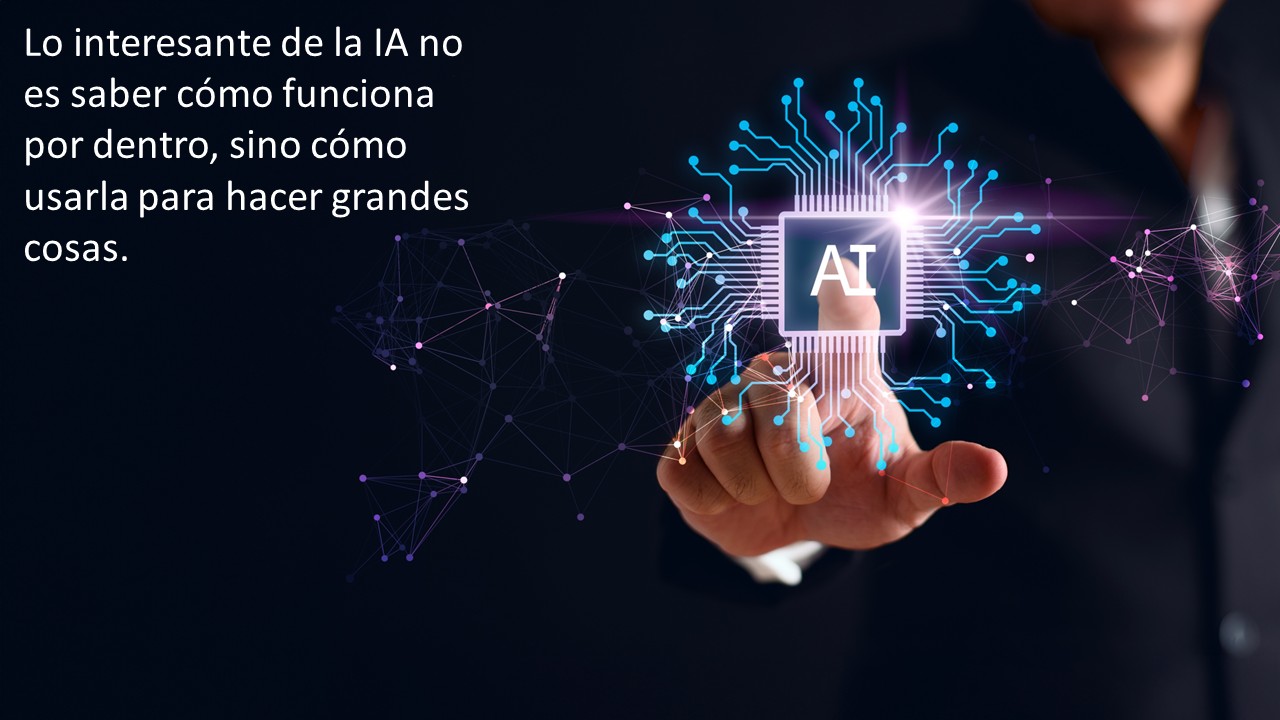 Lo interesante de la IA no
es saber cómo funciona
por dentro, sino cómo
usarla para hacer grandes
cosas.
AI